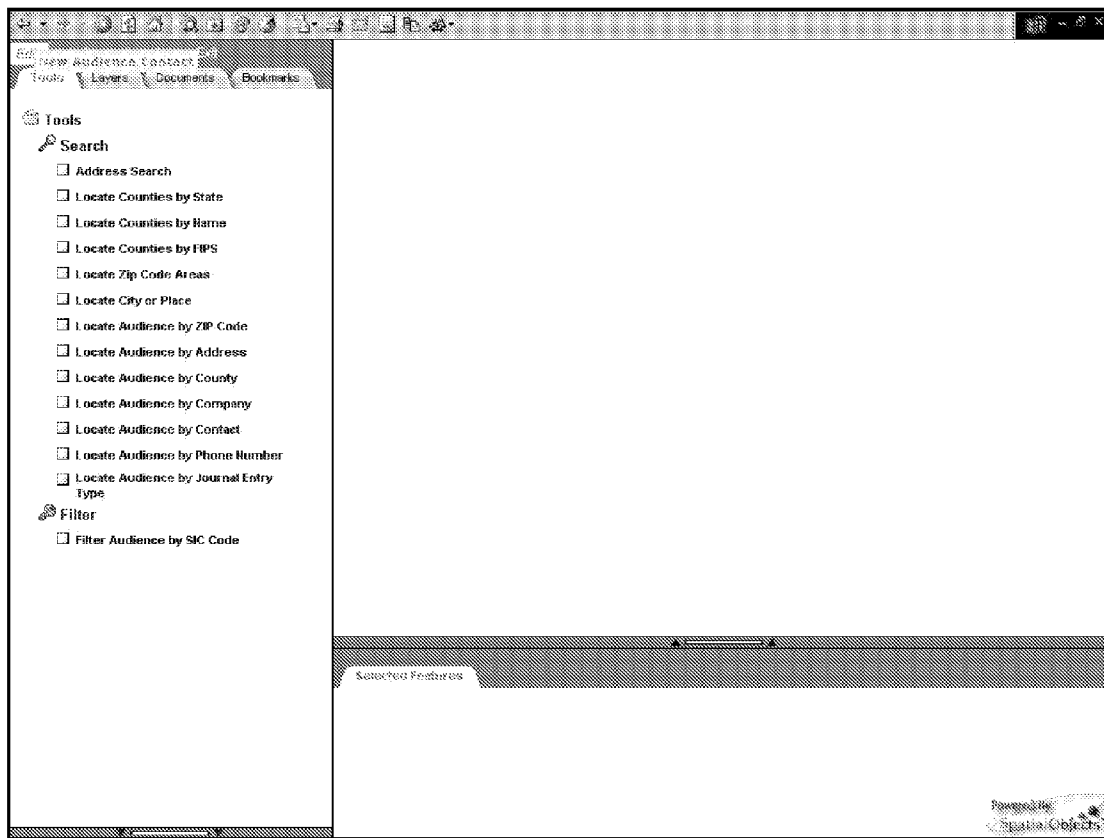 New Audience Contact
Tools Layers Documents Bookmarks
Tools
Search
Address Search
Locate Counties by State
Locate Counties by Name
Locate Counties by FIPS
Locate Zip Code Areas
Locate City or Place
Locate Audience by ZIP Code
Locate Audience by Address
Locate Audience by County
Locate Audience by Company
Locate Audience by Contact
Locate Audience by Phone Number
Locate Audience by Journal Entry
Type
Filter
Filter Audience by SIC Code
Selected Features
Powered By
Spatial Objects